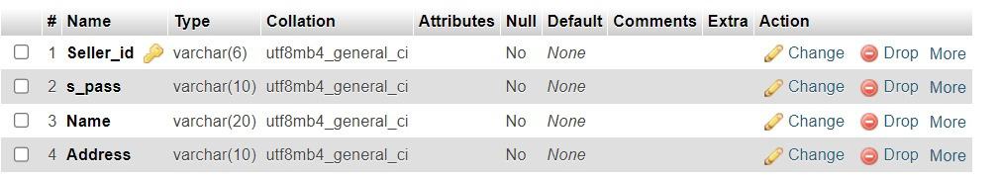 # Name Type Collation Attributes Null Default Comments Extra Action
1 Seller_id varchar(6) utf8mb4_general_ci No None Change Drop More
2 s_pass varchar(10) utf8mb4_general_ci No None Change Drop More
3 Name varchar(20) utf8mb4_general_ci No None Change Drop More
4 Address varchar(10) utf8mb4_general_ci No None Change Drop More